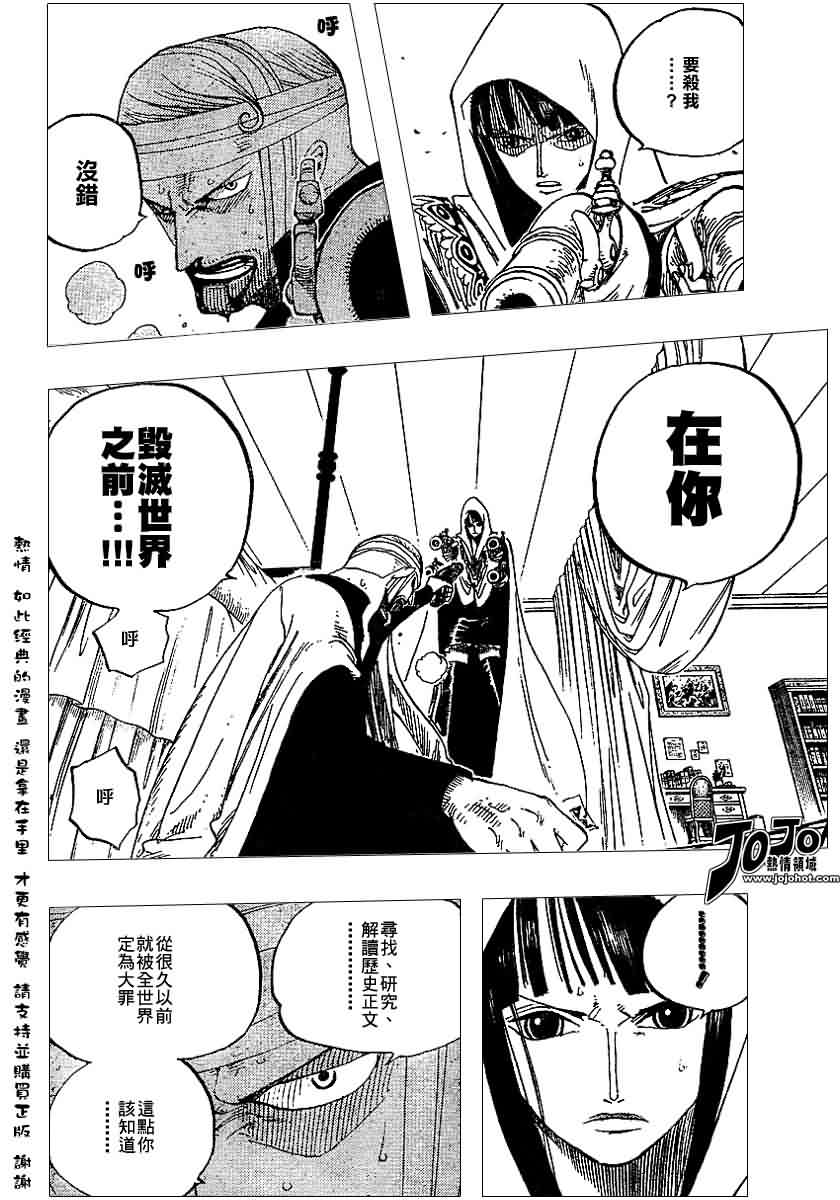 要殺我
……？
呼
沒錯
呼
在你
毀滅世界
之前…!!!
呼
呼
JOJO
熱情領域
www.jojohot.com
………！
尋找、研究、
解讀歷史正文
………
從很久以前
就被全世界
定為大罪
這點你
該知道
………
熱情 如此經典的漫畫 還是拿在手里 才更有感覺 請支持並購買正版 謝謝